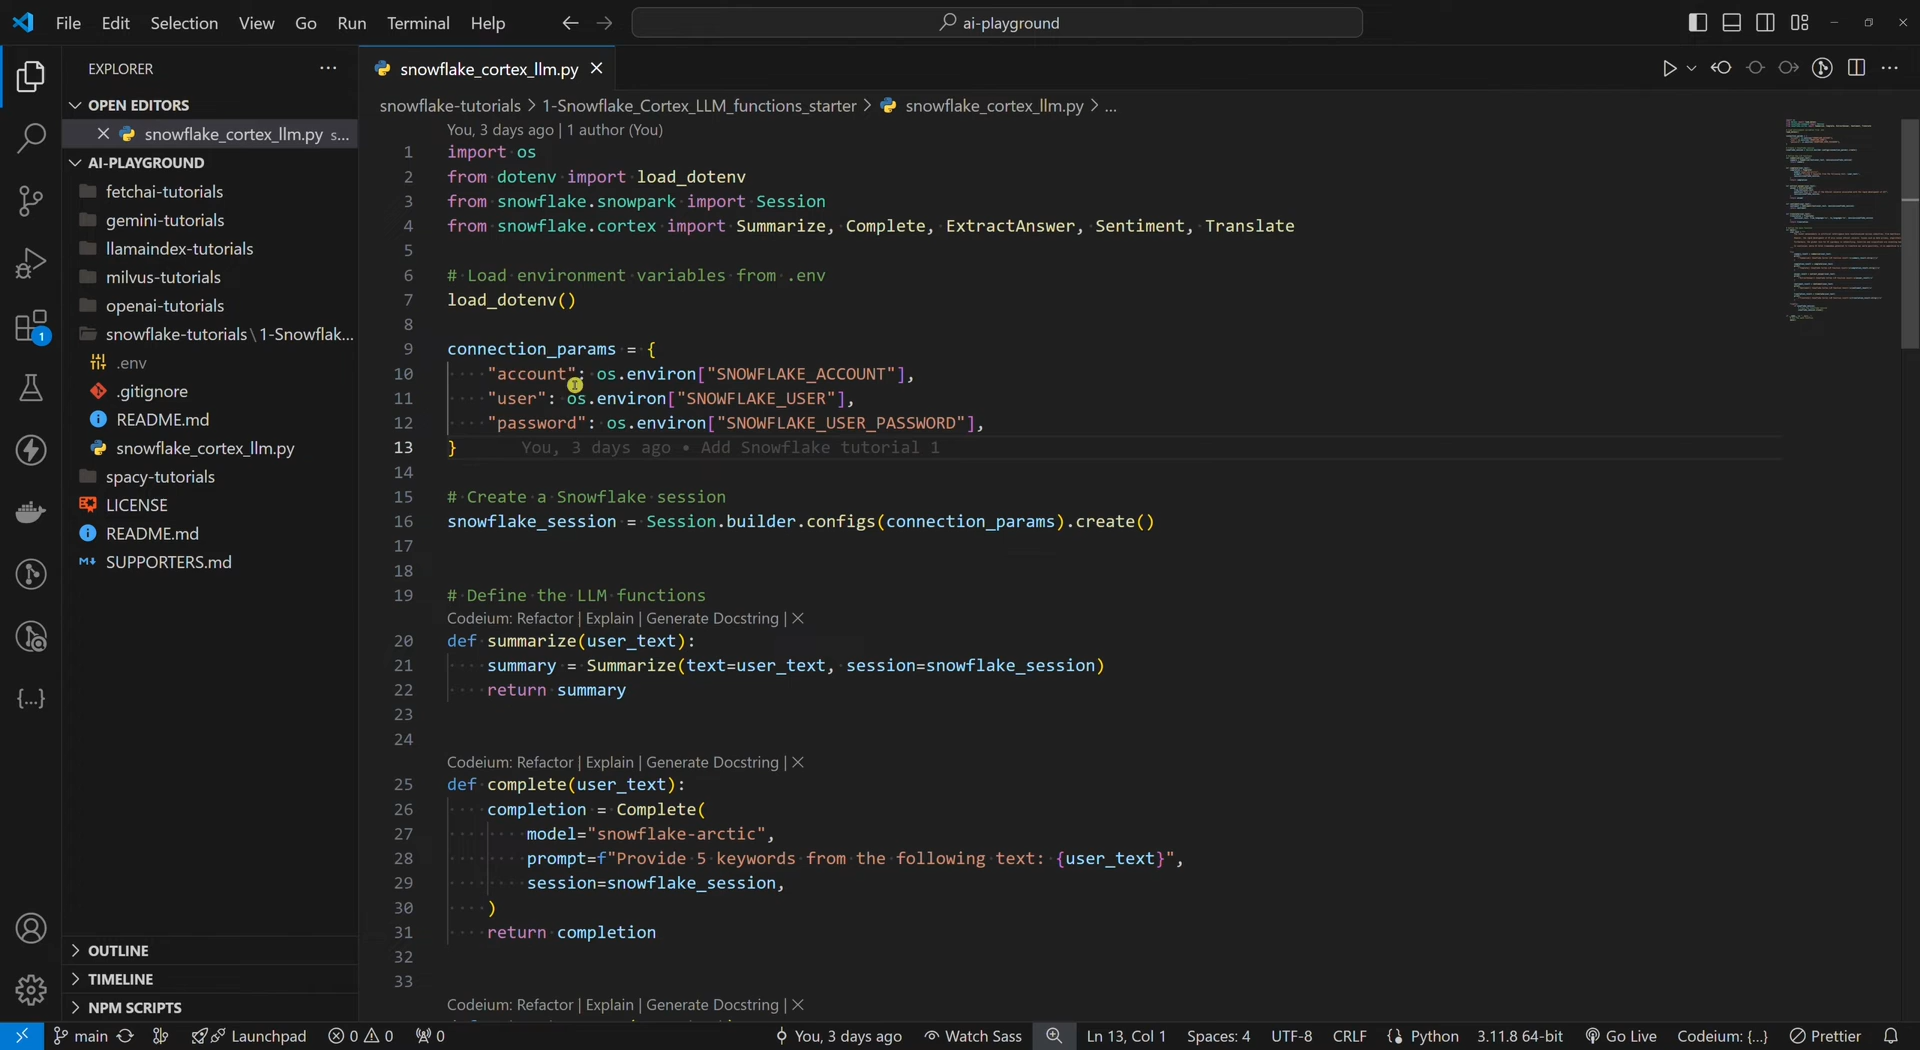 File Edit Selection View Go Run Terminal Help
ai-playground
EXPLORER
OPEN EDITORS
snowflake_cortex_llm.py s...
AI-PLAYGROUND
fetchai-tutorials
gemini-tutorials
llamaindex-tutorials
milvus-tutorials
openai-tutorials
snowflake-tutorials \ 1-Snowflak...
.env
.gitignore
README.md
snowflake_cortex_llm.py
spacy-tutorials
LICENSE
README.md
SUPPORTERS.md
OUTLINE
TIMELINE
NPM SCRIPTS
snowflake_cortex_llm.py
snowflake-tutorials > 1-Snowflake_Cortex_LLM_functions_starter > snowflake_cortex_llm.py > ...
You, 3 days ago | 1 author (You)
1 import os
2 from dotenv import load_dotenv
3 from snowflake.snowpark import Session
4 from snowflake.cortex import Summarize, Complete, ExtractAnswer, Sentiment, Translate
5
6 # Load environment variables from .env
7 load_dotenv()
8
9 connection_params = {
10 "account": os.environ["SNOWFLAKE_ACCOUNT"],
11 "user": os.environ["SNOWFLAKE_USER"],
12 "password": os.environ["SNOWFLAKE_USER_PASSWORD"],
13 } You, 3 days ago • Add Snowflake tutorial 1
14
15 # Create a Snowflake session
16 snowflake_session = Session.builder.configs(connection_params).create()
17
18
19 # Define the LLM functions
Codeium: Refactor | Explain | Generate Docstring | X
20 def summarize(user_text):
21 summary = Summarize(text=user_text, session=snowflake_session)
22 return summary
23
24
Codeium: Refactor | Explain | Generate Docstring | X
25 def complete(user_text):
26 completion = Complete(
27 model="snowflake-arctic",
28 prompt=f"Provide 5 keywords from the following text: {user_text}",
29 session=snowflake_session,
30 )
31 return completion
32
33
Codeium: Refactor | Explain | Generate Docstring | X
main Launchpad 0 0 0 You, 3 days ago Watch Sass Ln 13, Col 1 Spaces: 4 UTF-8 CRLF Python 3.11.8 64-bit Go Live Codeium: {...} Prettier